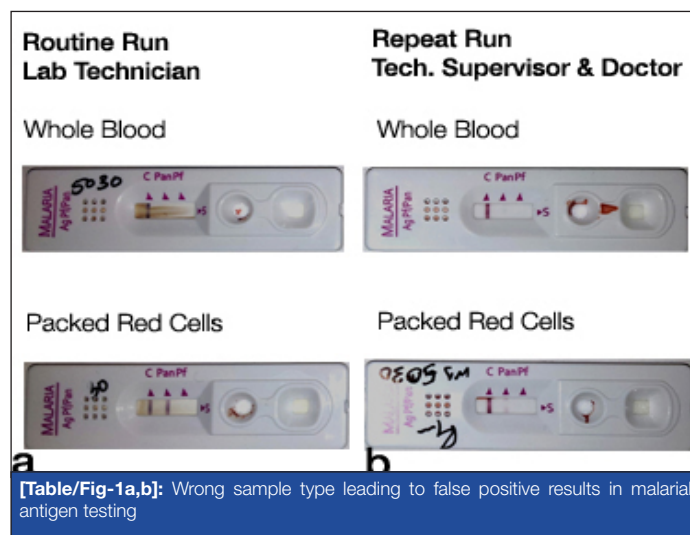 Routine Run
Lab Technician
Repeat Run
Tech. Supervisor & Doctor
Whole Blood
Whole Blood
MALARIA
Ag Pf/Pan
5030
C Pan Pf
S
MALARIA
Ag Pf/Pan
C Pan Pf
S
Packed Red Cells
Packed Red Cells
MALARIA
Ag Pf/Pan
C Pan Pf
S
MALARIA
Ag Pf/Pan
5030
C Pan Pf
S
a
b
[Table/Fig-1a,b]: Wrong sample type leading to false positive results in malarial
antigen testing